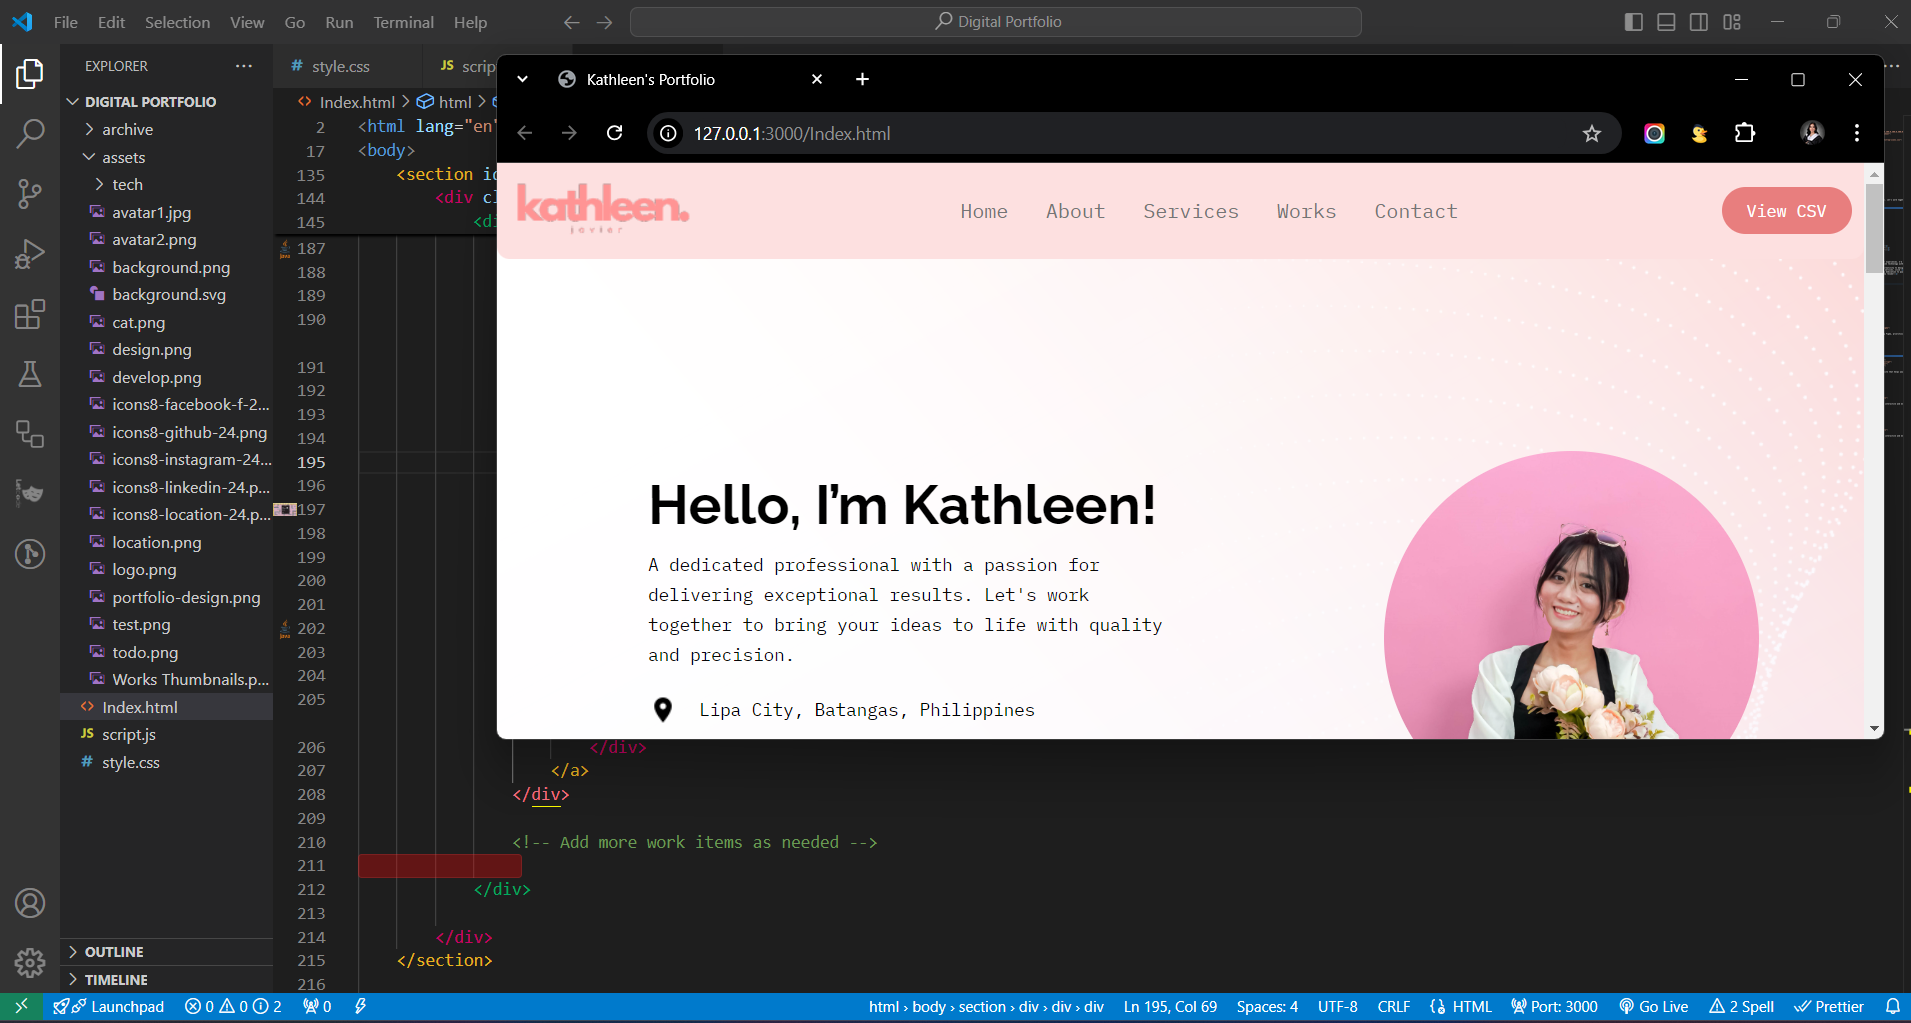 File Edit Selection View Go Run Terminal Help
Digital Portfolio
EXPLORER
DIGITAL PORTFOLIO
archive
assets
tech
avatar1.jpg
avatar2.png
background.png
background.svg
cat.png
design.png
develop.png
icons8-facebook-f-2...
icons8-github-24.png
icons8-instagram-24...
icons8-linkedin-24.p...
icons8-location-24.p...
location.png
logo.png
portfolio-design.png
test.png
todo.png
Works Thumbnails.p...
Index.html
JS script.js
# style.css
OUTLINE
TIMELINE
# style.css
JS scrip
Index.html > html >
2 <html lang="en"
17 <body>
135 <section
144 <div
145
187
188
189
190
191
192
193
194
195
196
197
198
199
200
201
202
203
204
205
206 </div>
207 </a>
208 </div>
209
210 <!-- Add more work items as needed -->
211
212 </div>
213
214 </div>
215 </section>
216
Kathleen's Portfolio
127.0.0.1:3000/Index.html
kathleen.
javier
Home About Services Works Contact
View CSV
Hello, I’m Kathleen!
A dedicated professional with a passion for
delivering exceptional results. Let's work
together to bring your ideas to life with quality
and precision.
Lipa City, Batangas, Philippines
Launchpad 0 0 2 0
html › body › section › div › div › div Ln 195, Col 69 Spaces: 4 UTF-8 CRLF HTML Port: 3000 Go Live 2 Spell Prettier